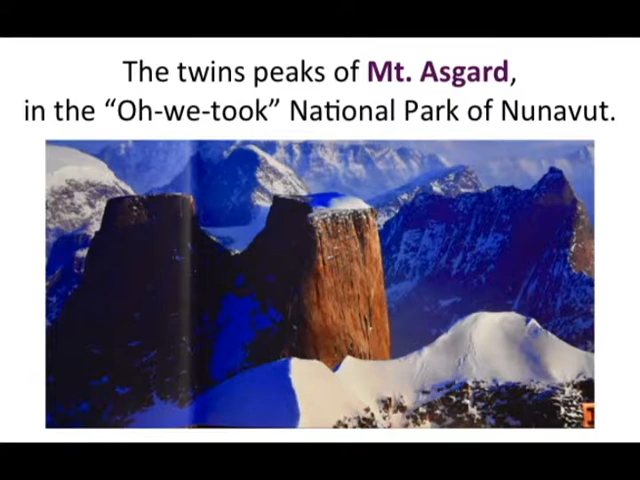 The twins peaks of Mt. Asgard,
in the “Oh-we-took” National Park of Nunavut.